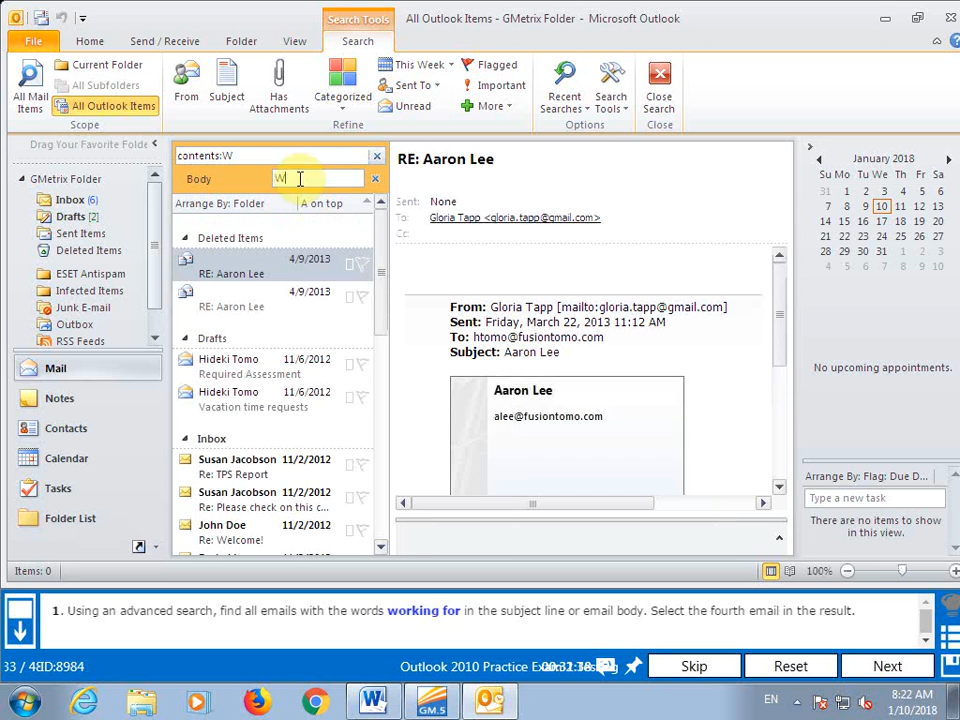 Search Tools
All Outlook Items - GMetrix Folder - Microsoft Outlook
File
Home
Send / Receive
Folder
View
Search
All Mail Items
Current Folder
All Subfolders
All Outlook Items
Scope
From
Subject
Has Attachments
Categorized
This Week
Sent To
Unread
Flagged
Important
More
Refine
Recent Searches
Search Tools
Options
Close Search
Close
Drag Your Favorite Folde
GMetrix Folder
Inbox (6)
Drafts [2]
Sent Items
Deleted Items
ESET Antispam
Infected Items
Junk E-mail
Outbox
RSS Feeds
Mail
Notes
Contacts
Calendar
Tasks
Folder List
contents:W
Body
W
Arrange By: Folder
A on top
Deleted Items
4/9/2013
RE: Aaron Lee
4/9/2013
RE: Aaron Lee
Drafts
Hideki Tomo 11/6/2012
Required Assessment
Hideki Tomo 11/6/2012
Vacation time requests
Inbox
Susan Jacobson 11/2/2012
Re: TPS Report
Susan Jacobson 11/2/2012
Re: Please check on this c...
John Doe 11/2/2012
Re: Welcome!
RE: Aaron Lee
Sent: None
To: Gloria Tapp <gloria.tapp@gmail.com>
Cc:
From: Gloria Tapp [mailto:gloria.tapp@gmail.com]
Sent: Friday, March 22, 2013 11:12 AM
To: htomo@fusiontomo.com
Subject: Aaron Lee
Aaron Lee
alee@fusiontomo.com
January 2018
Su Mo Tu We Th Fr Sa
31 1 2 3 4 5 6
7 8 9 10 11 12 13
14 15 16 17 18 19 20
21 22 23 24 25 26 27
28 29 30 31 1 2 3
4 5 6 7 8 9 10
No upcoming appointments.
Arrange By: Flag: Due D...
Type a new task
There are no items to show in this view.
Items: 0
100%
1. Using an advanced search, find all emails with the words working for in the subject line or email body. Select the fourth email in the result.
33 / 48
ID:8984
Outlook 2010 Practice
Skip
Reset
Next
GM.5
EN
8:22 AM
1/10/2018